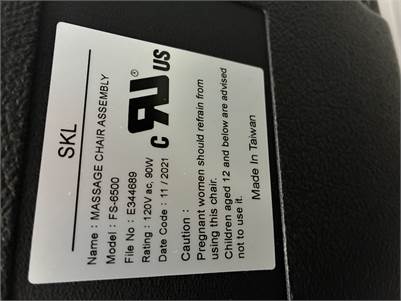 SKL
Name : MASSAGE CHAIR ASSEMBLY
Model : FS-6500
File No : E344689
Rating : 120V ac, 90W
Date Code : 11 / 2021
c RU US
Caution :
Pregnant women should refrain from
using this chair.
Children aged 12 and below are advised
not to use it.
Made In Taiwan